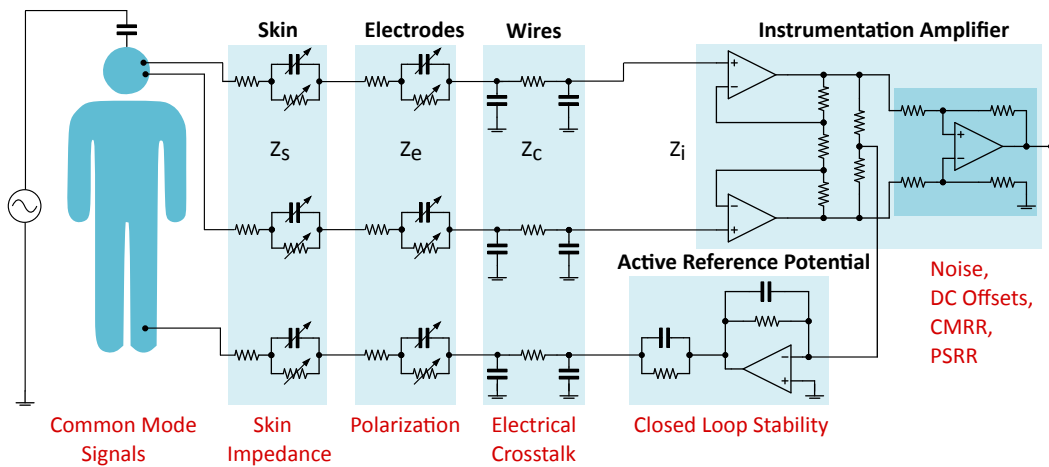 Skin
Electrodes
Wires
Instrumentation Amplifier
+
−
Zs
Ze
Zc
Zi
+
−
−
+
Active Reference Potential
Noise,
DC Offsets,
CMRR,
PSRR
−
+
Common Mode
Signals
Skin
Impedance
Polarization
Electrical
Crosstalk
Closed Loop Stability